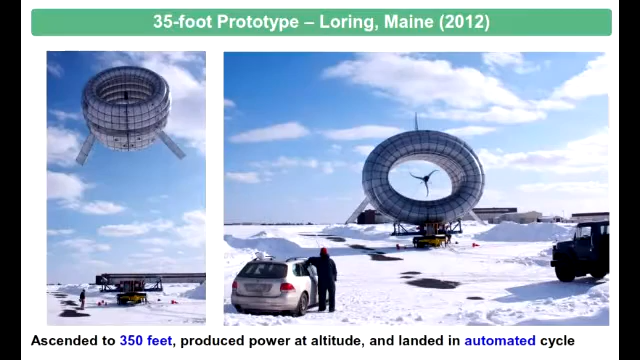 35-foot Prototype – Loring, Maine (2012)
Ascended to 350 feet, produced power at altitude, and landed in automated cycle